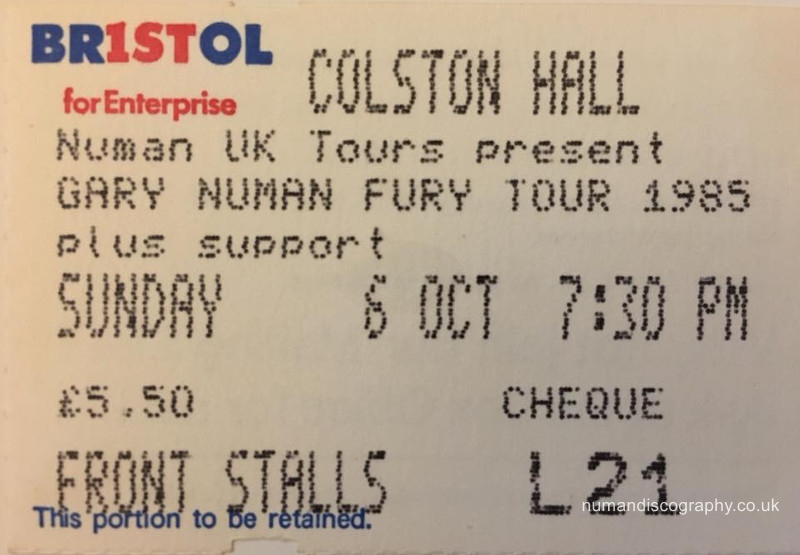 BR1STOL
for Enterprise
COLSTON HALL
Numan UK Tours present
GARY NUMAN FURY TOUR 1985
plus support
SUNDAY 6 OCT 7:30 PM
£5.50 CHEQUE
FRONT STALLS L21
This portion to be retained.
numandiscography.co.uk